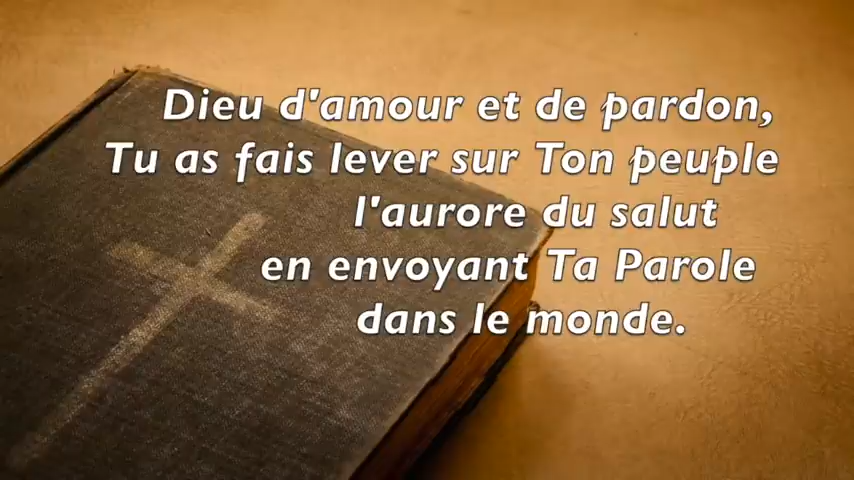 Dieu d'amour et de pardon,
Tu as fais lever sur Ton peuple
l'aurore du salut
en envoyant Ta Parole
dans le monde.